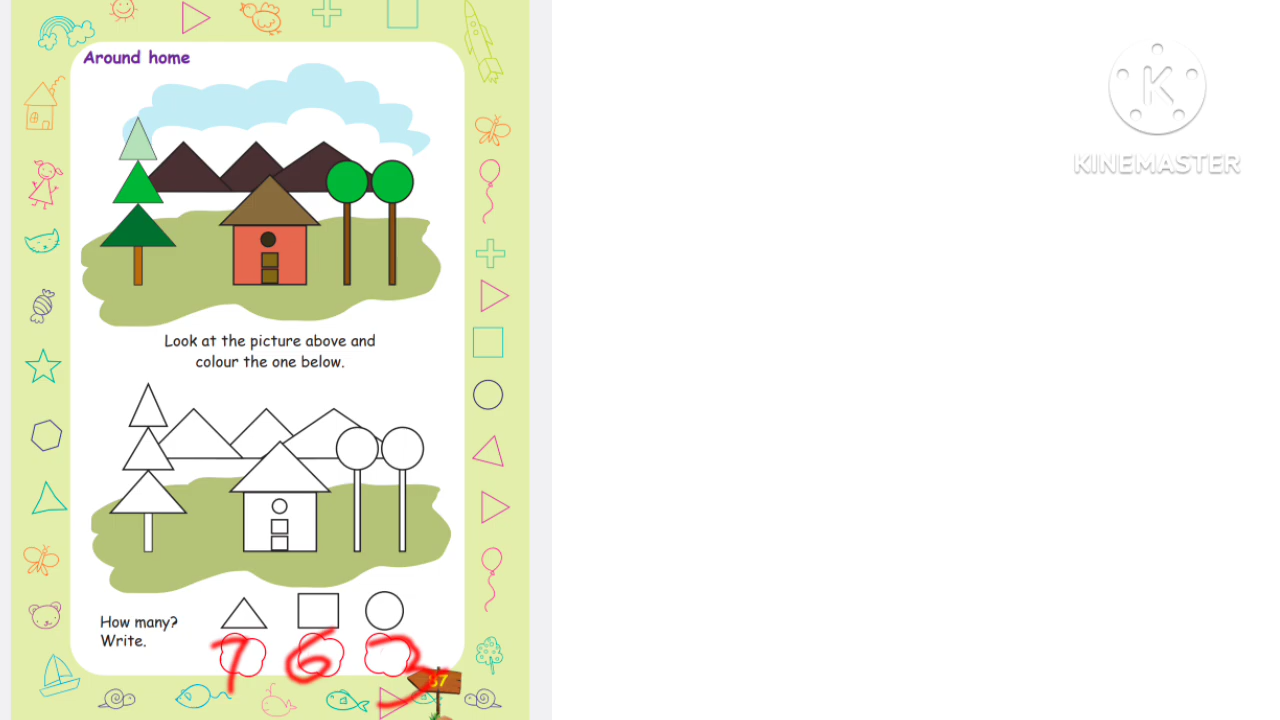 Around home
Look at the picture above and
colour the one below.
How many?
Write.
7 6 3
57
KINEMASTER